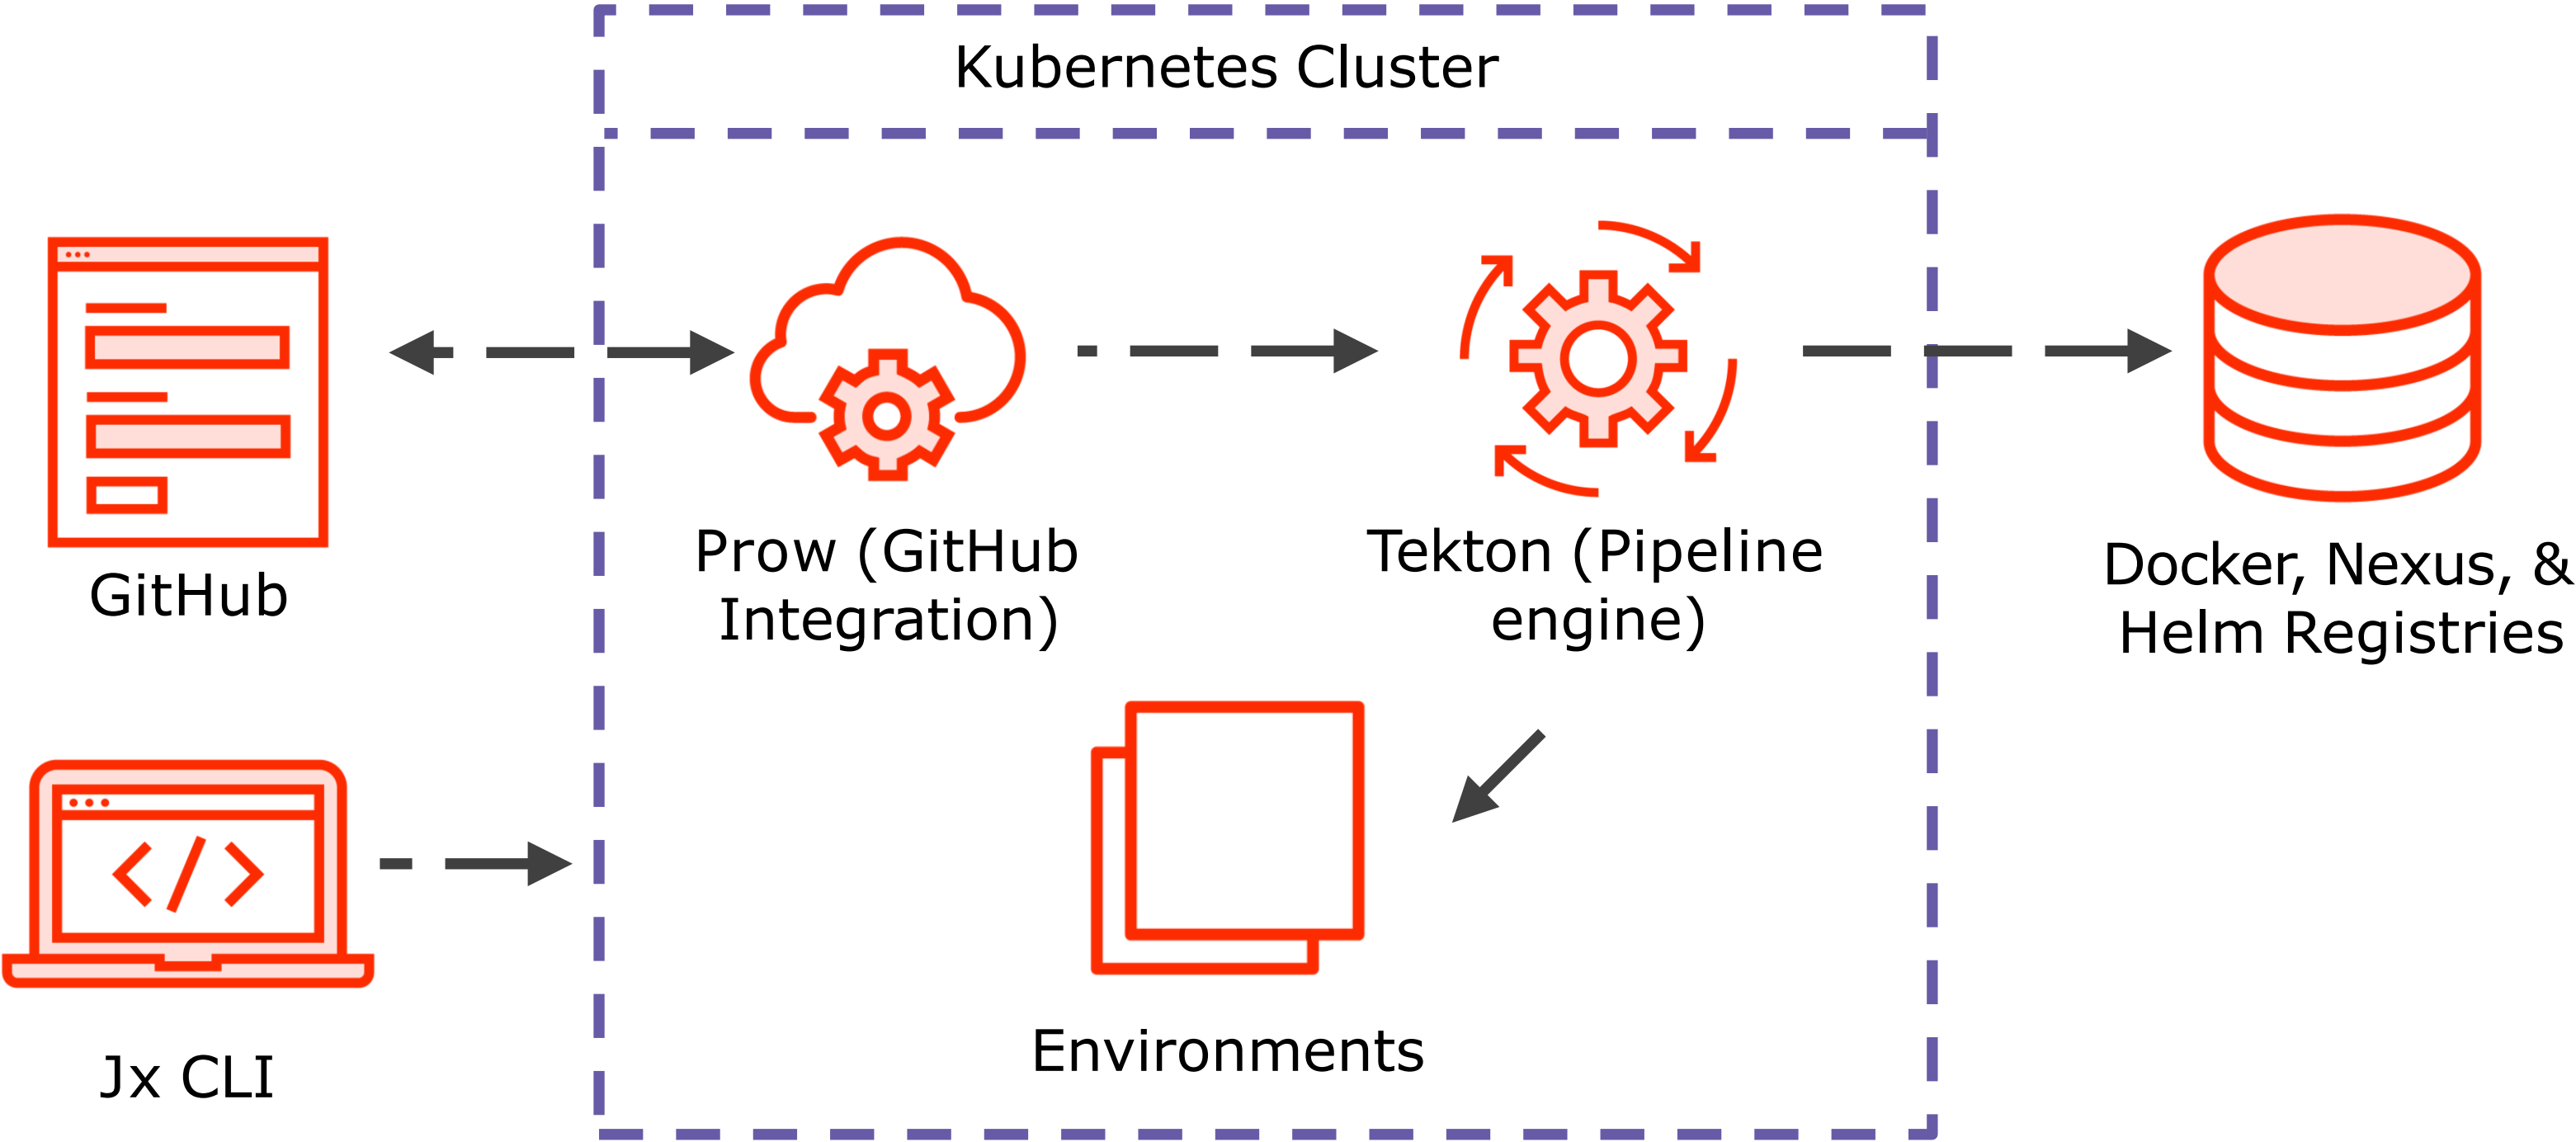 Kubernetes Cluster
GitHub
Prow (GitHub
Integration)
Tekton (Pipeline
engine)
Docker, Nexus, &
Helm Registries
Jx CLI
</>
Environments